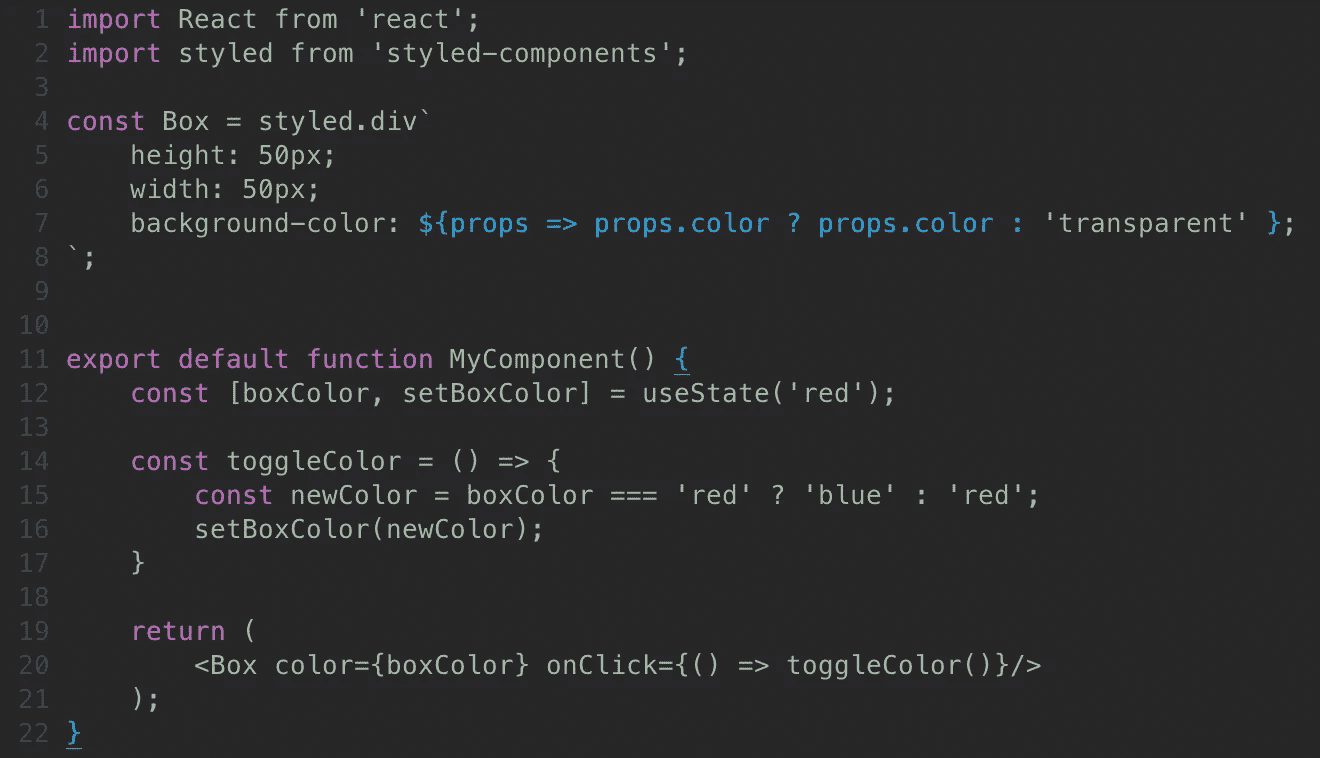 1 import React from 'react';
2 import styled from 'styled-components';
3
4 const Box = styled.div`
5     height: 50px;
6     width: 50px;
7     background-color: ${props => props.color ? props.color : 'transparent' };
8 `;
9
10
11 export default function MyComponent() {
12     const [boxColor, setBoxColor] = useState('red');
13
14     const toggleColor = () => {
15         const newColor = boxColor === 'red' ? 'blue' : 'red';
16         setBoxColor(newColor);
17     }
18
19     return (
20         <Box color={boxColor} onClick={() => toggleColor()}/>
21     );
22 }